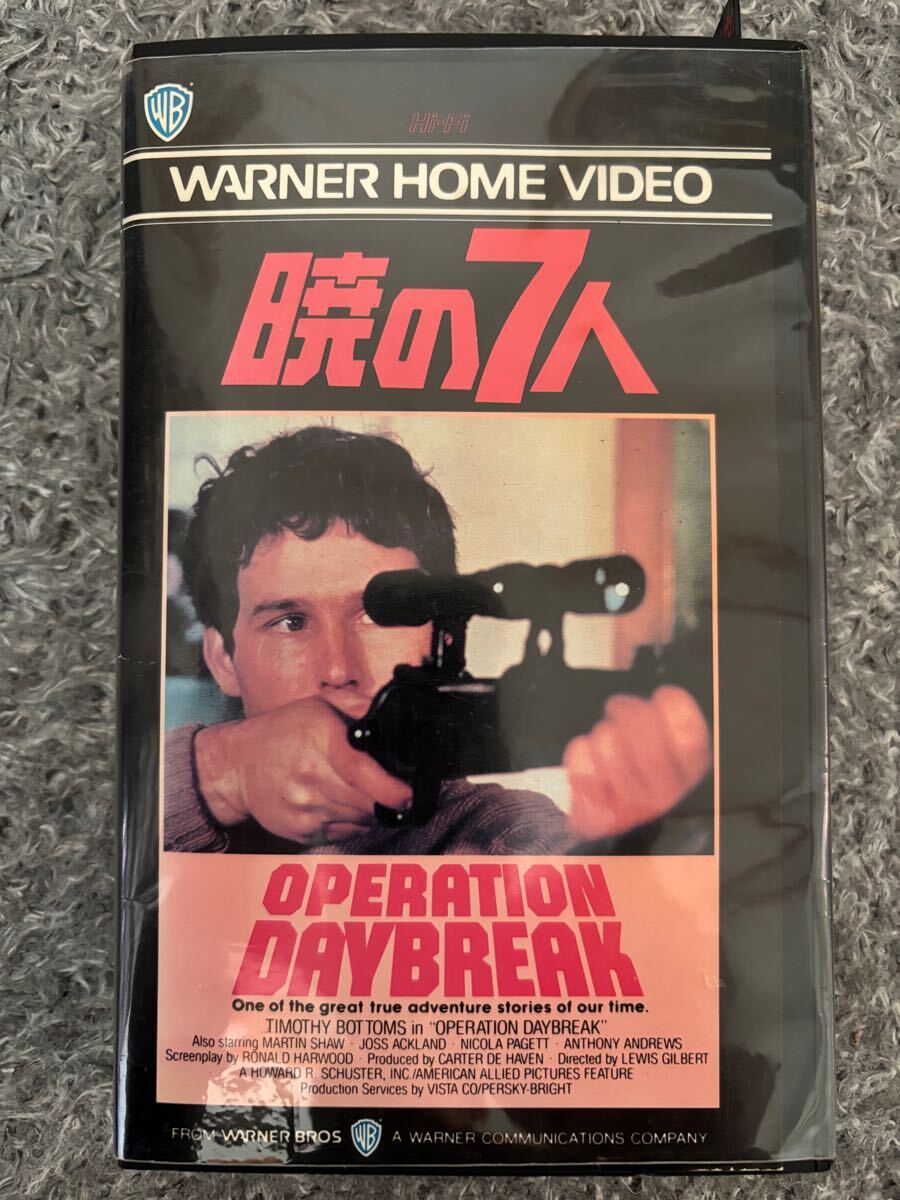 WB
Hi-Fi
WARNER HOME VIDEO
暁の7人
OPERATION
DAYBREAK
One of the great true adventure stories of our time.
TIMOTHY BOTTOMS in "OPERATION DAYBREAK"
Also starring MARTIN SHAW · JOSS ACKLAND · NICOLA PAGETT · ANTHONY ANDREWS
Screenplay by RONALD HARWOOD · Produced by CARTER DE HAVEN · Directed by LEWIS GILBERT
A HOWARD R. SCHUSTER, INC./AMERICAN ALLIED PICTURES FEATURE
Production Services by VISTA CO/PERSKY-BRIGHT
FROM WARNER BROS WB A WARNER COMMUNICATIONS COMPANY